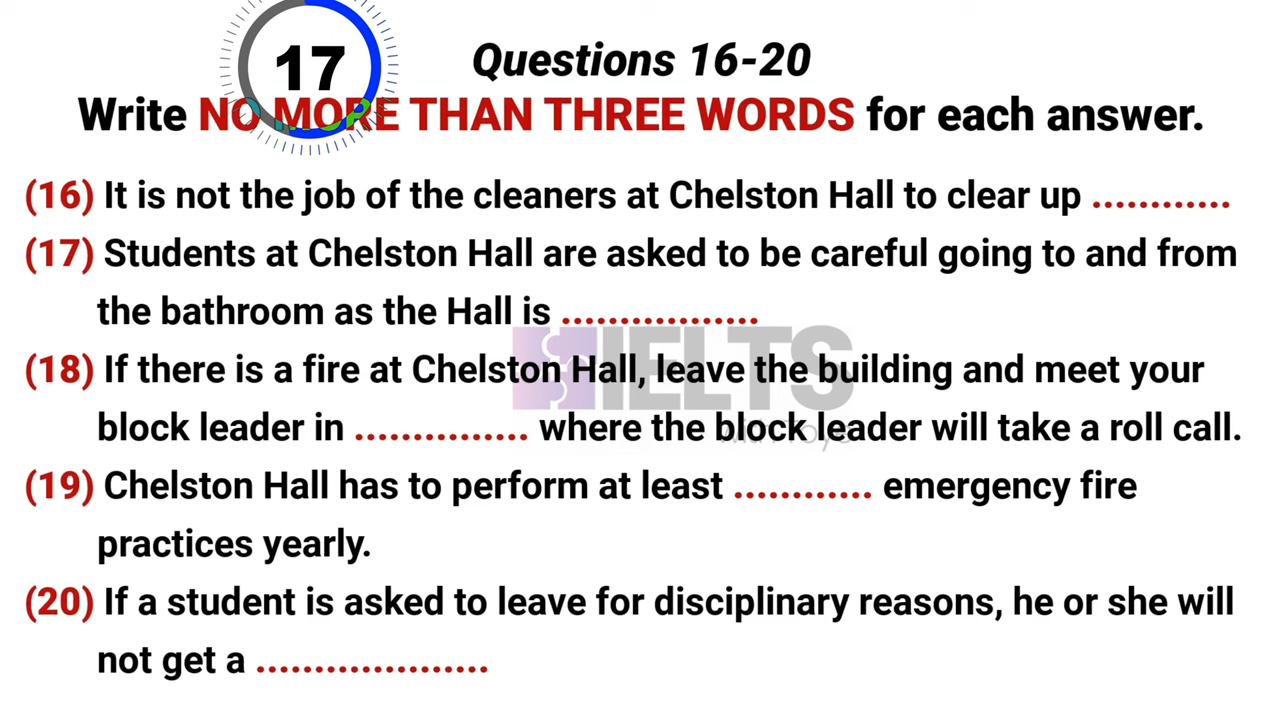 17
Questions 16-20
Write NO MORE THAN THREE WORDS for each answer.
(16) It is not the job of the cleaners at Chelston Hall to clear up ............
(17) Students at Chelston Hall are asked to be careful going to and from
the bathroom as the Hall is .................
(18) If there is a fire at Chelston Hall, leave the building and meet your
block leader in ............... where the block leader will take a roll call.
(19) Chelston Hall has to perform at least ............ emergency fire
practices yearly.
(20) If a student is asked to leave for disciplinary reasons, he or she will
not get a ....................
IELTS